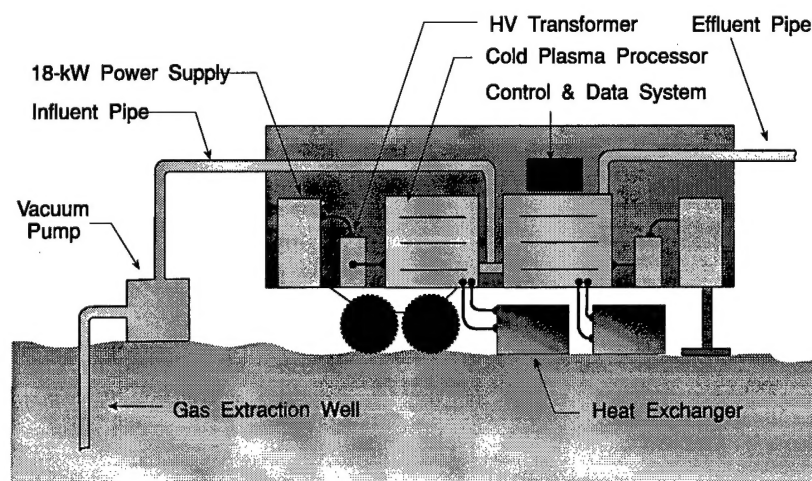 HV Transformer
Effluent Pipe
18-kW Power Supply
Cold Plasma Processor
Influent Pipe
Control & Data System
Vacuum
Pump
Gas Extraction Well
Heat Exchanger